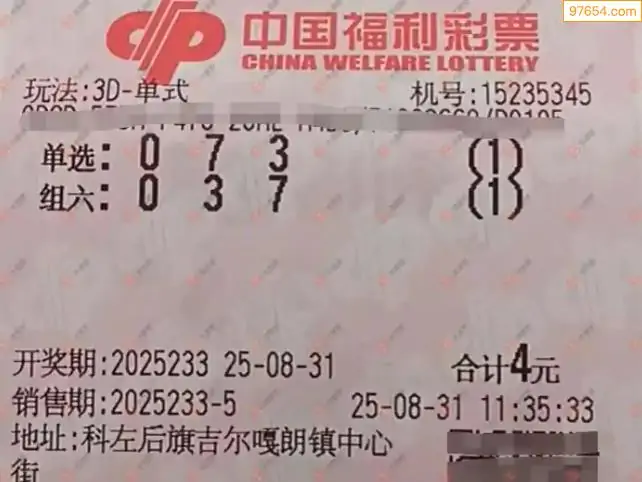 97654.com
中国福利彩票
CHINA WELFARE LOTTERY
玩法:3D-单式 机号:15235345
单选: 0 7 3 {1}
组六: 0 3 7 {1}
开奖期:2025233 25-08-31 合计4元
销售期:2025233-5 25-08-31 11:35:33
地址:科左后旗吉尔嘎朗镇中心
街